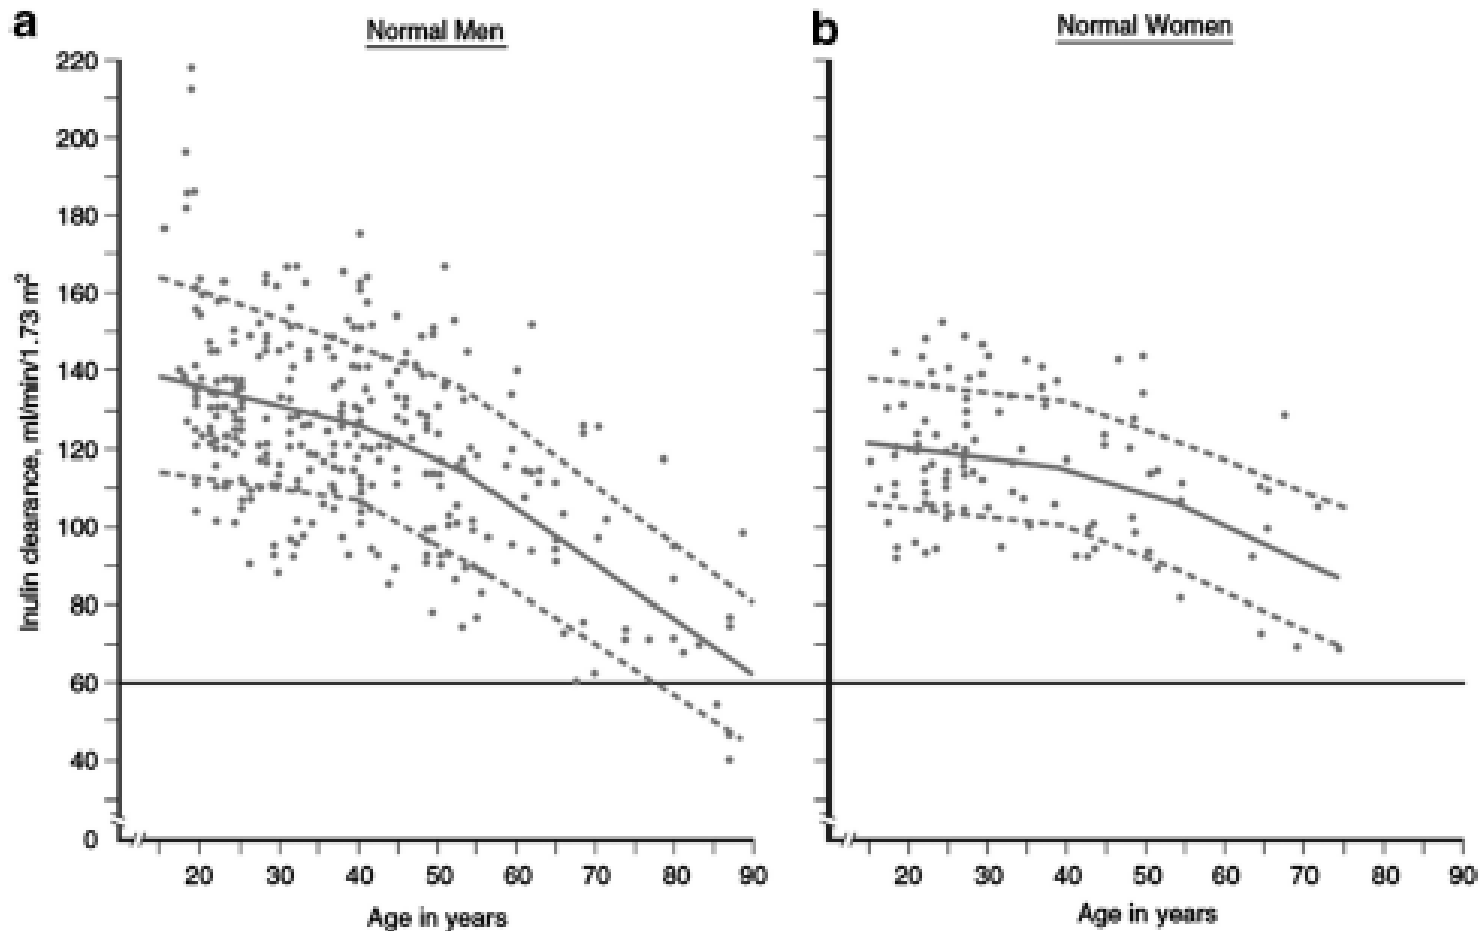 a
Normal Men
220
200
180
160
140
120
100
80
60
40
0
Inulin clearance, ml/min/1.73 m²
20 30 40 50 60 70 80 90
Age in years
b
Normal Women
20 30 40 50 60 70 80 90
Age in years